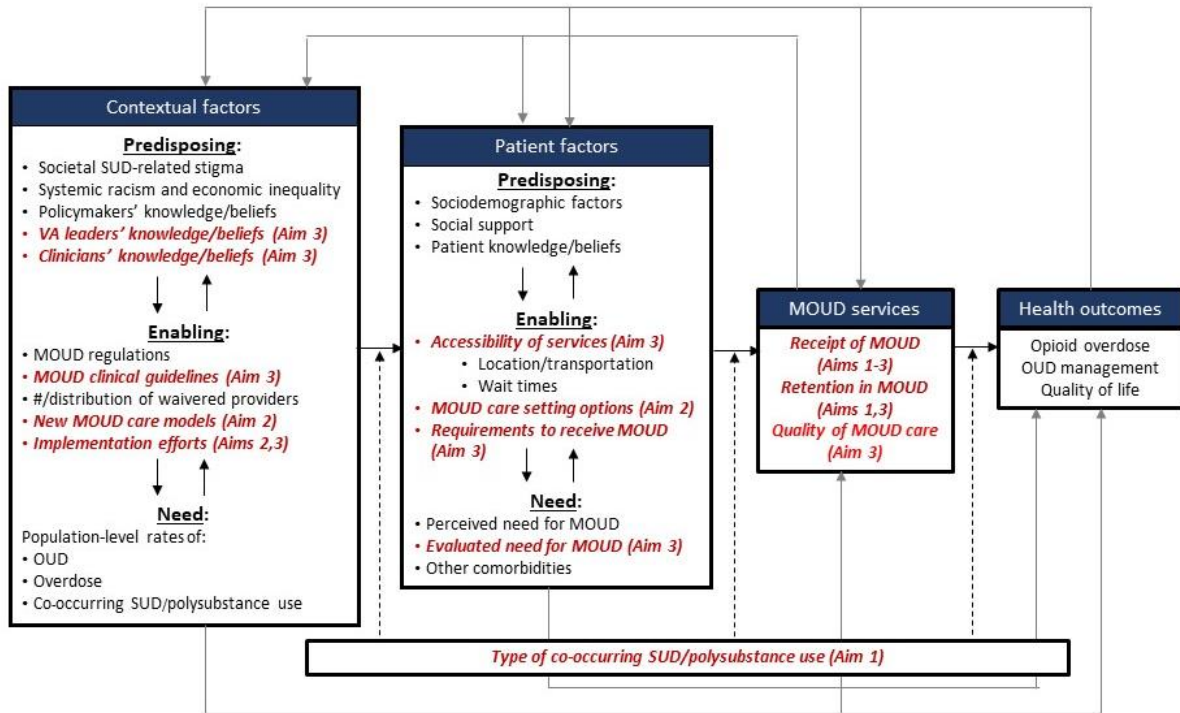 Contextual factors
Predisposing:
• Societal SUD-related stigma
• Systemic racism and economic inequality
• Policymakers' knowledge/beliefs
• VA leaders' knowledge/beliefs (Aim 3)
• Clinicians' knowledge/beliefs (Aim 3)
Enabling:
• MOUD regulations
• MOUD clinical guidelines (Aim 3)
• #/distribution of waivered providers
• New MOUD care models (Aim 2)
• Implementation efforts (Aims 2,3)
Need:
Population-level rates of:
• OUD
• Overdose
• Co-occurring SUD/polysubstance use
Patient factors
Predisposing:
• Sociodemographic factors
• Social support
• Patient knowledge/beliefs
Enabling:
• Accessibility of services (Aim 3)
• Location/transportation
• Wait times
• MOUD care setting options (Aim 2)
• Requirements to receive MOUD
(Aim 3)
Need:
• Perceived need for MOUD
• Evaluated need for MOUD (Aim 3)
• Other comorbidities
MOUD services
Receipt of MOUD
(Aims 1-3)
Retention in MOUD
(Aims 1,3)
Quality of MOUD care
(Aim 3)
Health outcomes
Opioid overdose
OUD management
Quality of life
Type of co-occurring SUD/polysubstance use (Aim 1)